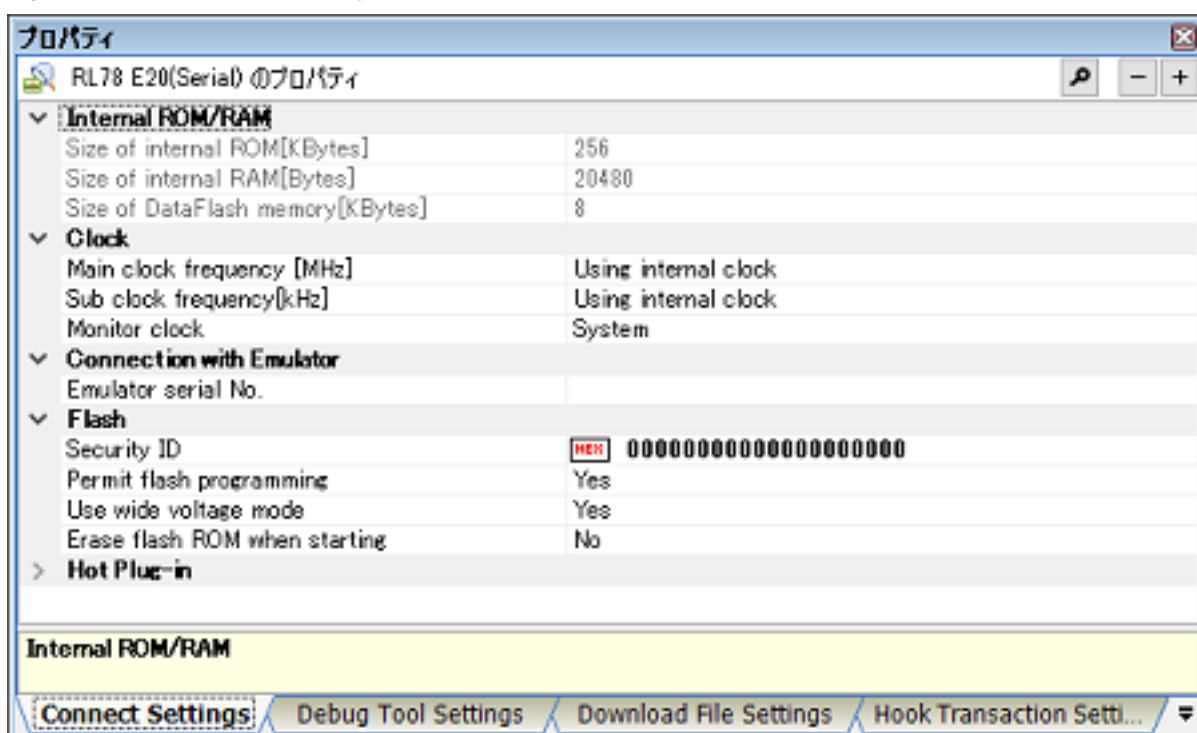 プロパティ
RL78 E20(Serial) のプロパティ
Internal ROM/RAM
Size of internal ROM[KBytes] 256
Size of internal RAM[Bytes] 20480
Size of DataFlash memory[KBytes] 8
Clock
Main clock frequency [MHz] Using internal clock
Sub clock frequency[kHz] Using internal clock
Monitor clock System
Connection with Emulator
Emulator serial No.
Flash
Security ID HEX 00000000000000000000
Permit flash programming Yes
Use wide voltage mode Yes
Erase flash ROM when starting No
Hot Plug-in
Internal ROM/RAM
Connect Settings Debug Tool Settings Download File Settings Hook Transaction Setti...